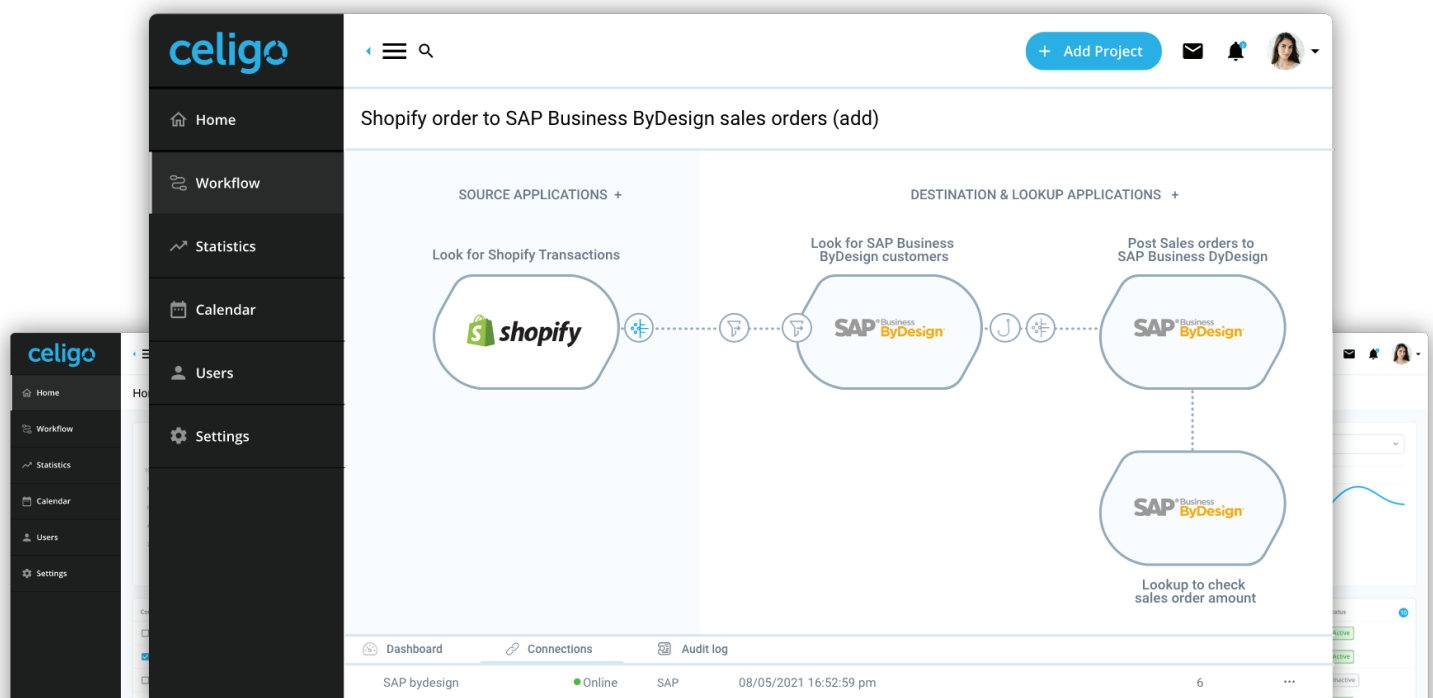 celigo
Add Project
Home
Workflow
Statistics
Calendar
Users
Settings
Shopify order to SAP Business ByDesign sales orders (add)
SOURCE APPLICATIONS +
DESTINATION & LOOKUP APPLICATIONS +
Look for Shopify Transactions
Look for SAP Business
ByDesign customers
Post Sales orders to
SAP Business DyDesign
shopify
SAP® Business
ByDesign
SAP® Business
ByDesign
SAP® Business
ByDesign
Lookup to check
sales order amount
Dashboard
Connections
Audit log
SAP bydesign
Online
SAP
08/05/2021 16:52:59 pm
6
celigo
Home
Workflow
Statistics
Calendar
Users
Settings
10
Active
Active